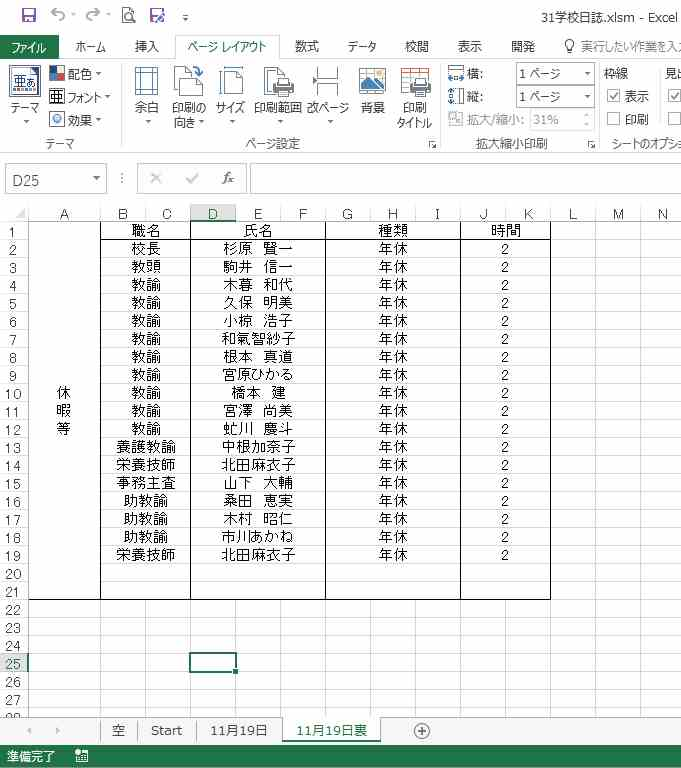 31学校日誌.xlsm - Excel
ファイル ホーム 挿入 ページ レイアウト 数式 データ 校閲 表示 開発 実行したい作業を入力
亜ぁ 配色 余白 印刷の向き サイズ 印刷範囲 改ページ 背景 印刷タイトル 横: 1 ページ 枠線 見出
テーマ 亜 フォント 縦: 1 ページ 表示
効果 拡大/縮小: 31% 印刷
テーマ ページ設定 拡大縮小印刷 シートのオプシ
D25 fx
A B C D E F G H I J K L M N
1 職名 氏名 種類 時間
2 校長 杉原 賢一 年休 2
3 教頭 駒井 信一 年休 2
4 教諭 木暮 和代 年休 2
5 教諭 久保 明美 年休 2
6 教諭 小椋 浩子 年休 2
7 教諭 和氣智紗子 年休 2
8 教諭 根本 真道 年休 2
9 教諭 宮原ひかる 年休 2
10 休 教諭 橋本 建 年休 2
11 暇 教諭 宮澤 尚美 年休 2
12 等 教諭 虻川 慶斗 年休 2
13 養護教諭 中根加奈子 年休 2
14 栄養技師 北田麻衣子 年休 2
15 事務主査 山下 大輔 年休 2
16 助教諭 桑田 恵実 年休 2
17 助教諭 木村 昭仁 年休 2
18 助教諭 市川あかね 年休 2
19 栄養技師 北田麻衣子 年休 2
20
21
22
23
24
25
26
27
28
空 Start 11月19日 11月19日裏
準備完了